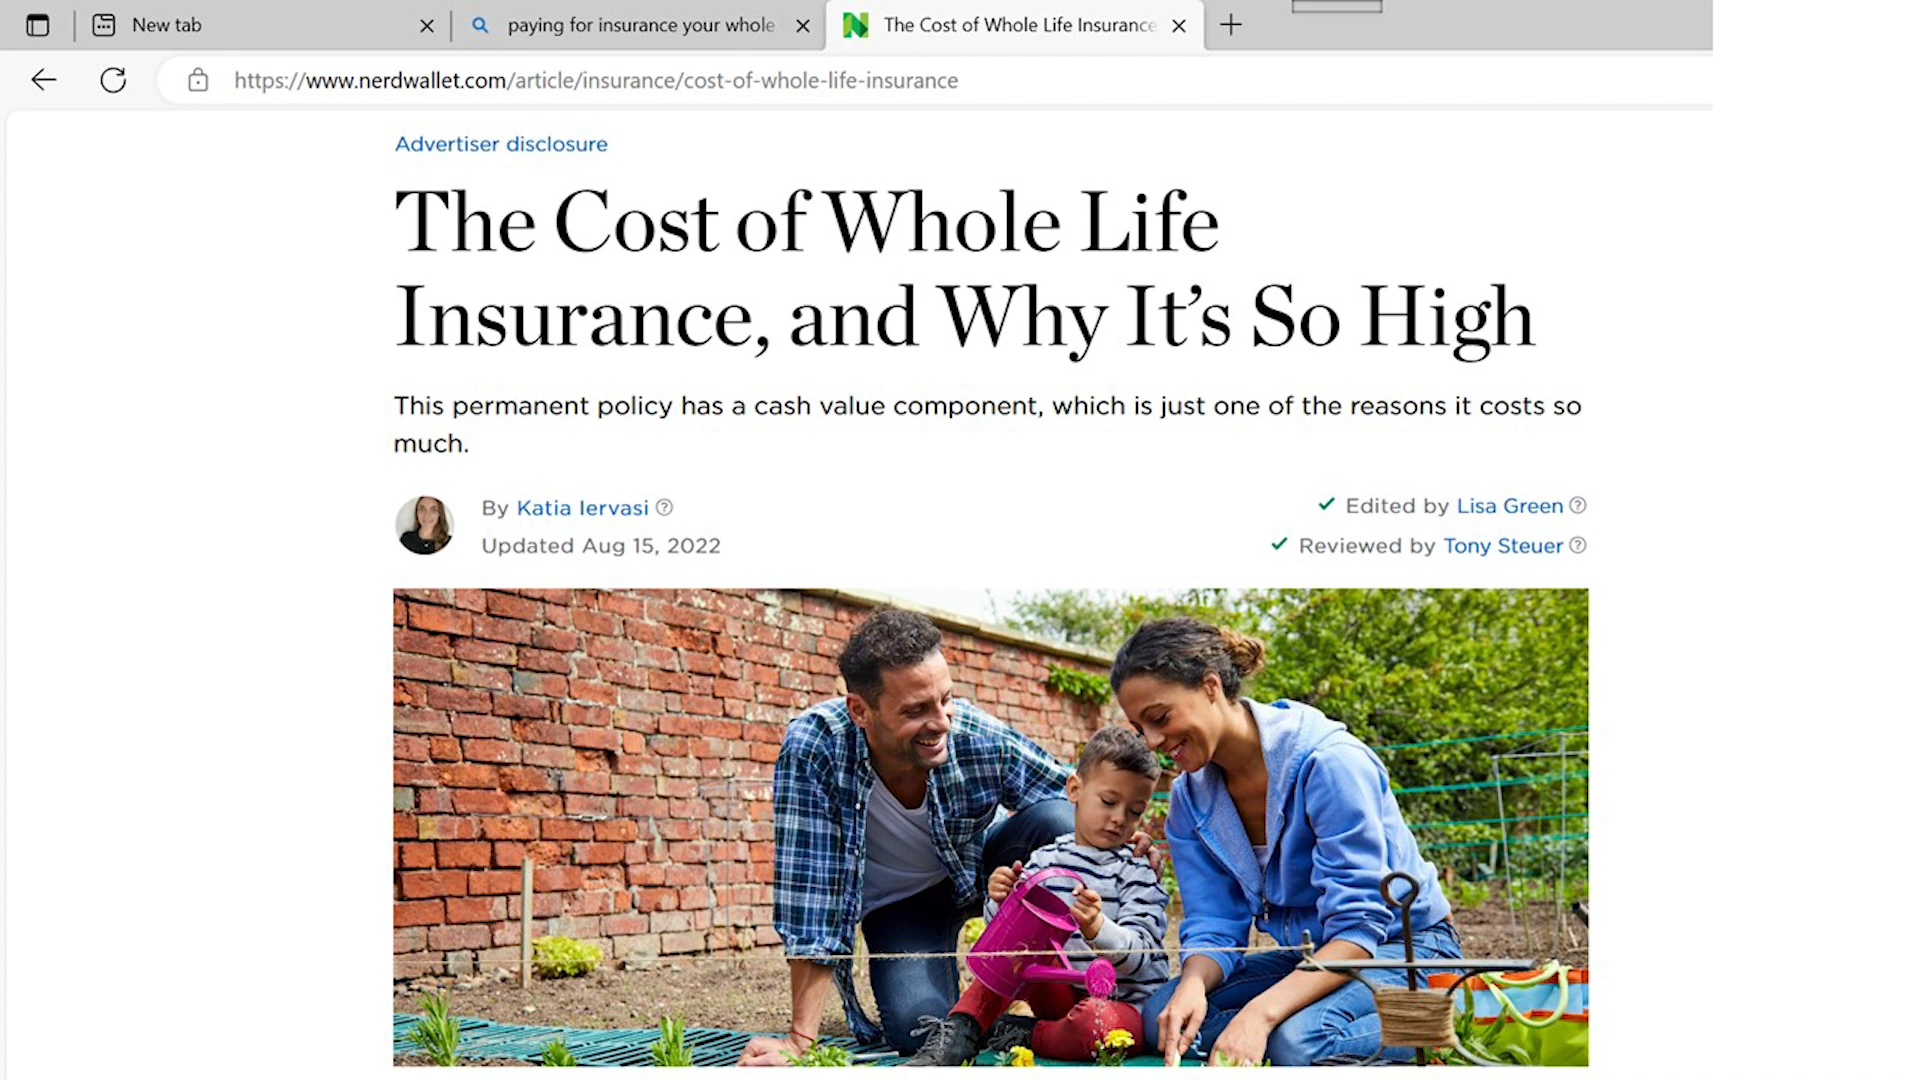 New tab
paying for insurance your whole
The Cost of Whole Life Insurance
https://www.nerdwallet.com/article/insurance/cost-of-whole-life-insurance
Advertiser disclosure
The Cost of Whole Life
Insurance, and Why It’s So High
This permanent policy has a cash value component, which is just one of the reasons it costs so
much.
By Katia Iervasi
Updated Aug 15, 2022
Edited by Lisa Green
Reviewed by Tony Steuer